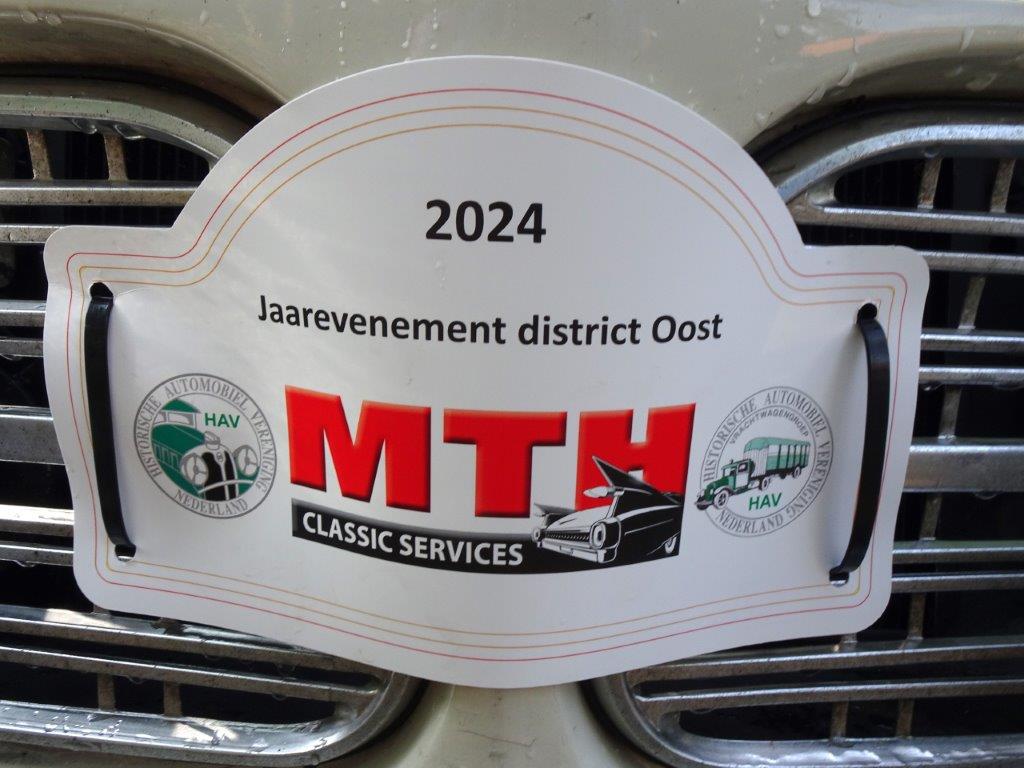 2024
Jaarevenement district Oost
HISTORISCHE AUTOMOBIEL VERENIGING
HAV
NEDERLAND
MTH
CLASSIC SERVICES
HISTORISCHE AUTOMOBIEL VERENIGING
VRACHTWAGENGROEP
HAV
NEDERLAND